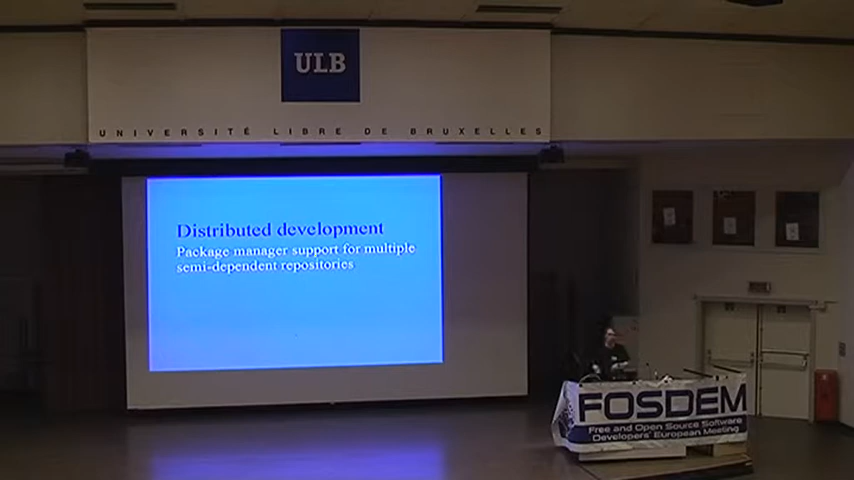 ULB
UNIVERSITÉ LIBRE DE BRUXELLES
Distributed development
Package manager support for multiple
semi-dependent repositories
FOSDEM
Free and Open Source Software
Developers' European Meeting